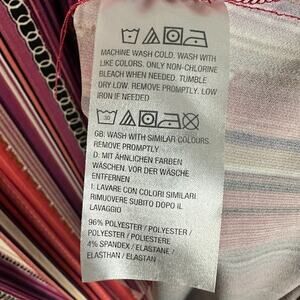 MACHINE WASH COLD. WASH WITH
LIKE COLORS. ONLY NON-CHLORINE
BLEACH WHEN NEEDED. TUMBLE
DRY LOW. REMOVE PROMPTLY. LOW
IRON IF NEEDED
30
GB: WASH WITH SIMILAR COLOURS.
REMOVE PROMPTLY
D: MIT ÄHNLICHEN FARBEN
WÄSCHEN. VOR DER WÄSCHE
ENTFERNEN
I: LAVARE CON COLORI SIMILARI
RIMUOVERE SUBITO DOPO IL
LAVAGGIO
96% POLYESTER / POLYESTER /
POLYESTER / POLIESTERE
4% SPANDEX / ELASTANE /
ELASTHAN / ELASTAN